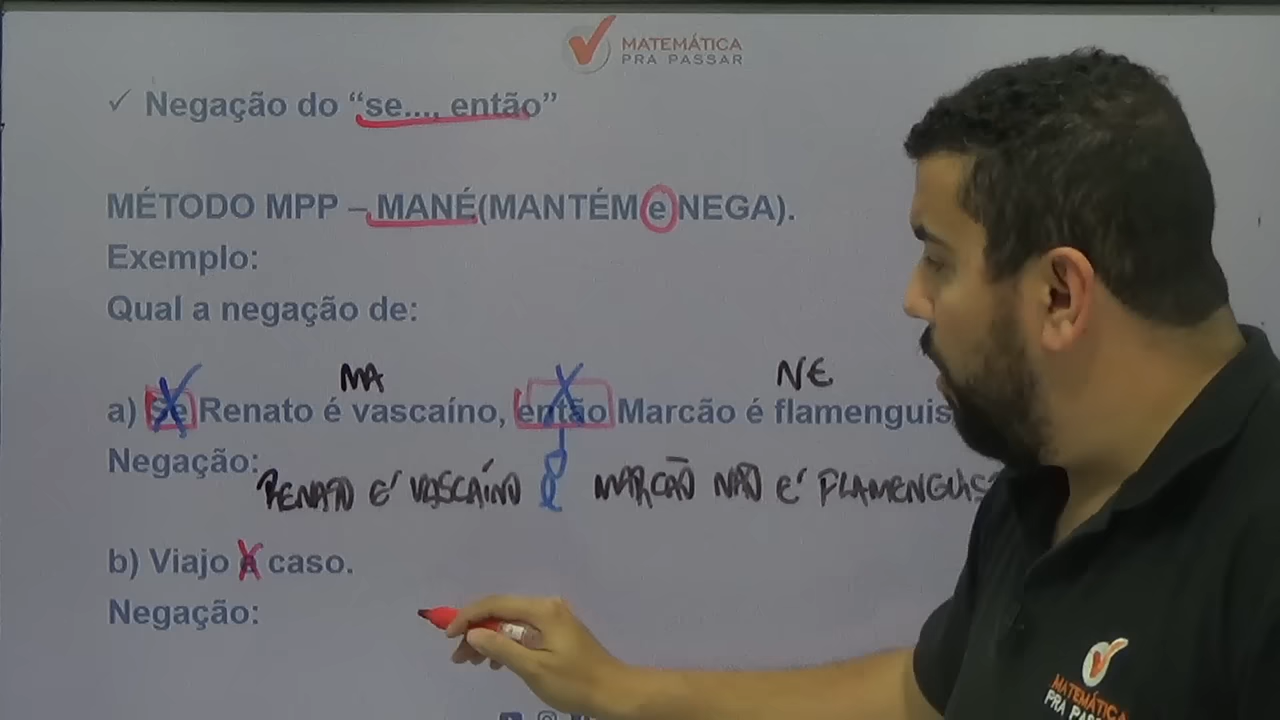 MATEMÁTICA
PRA PASSAR
✓ Negação do “se..., então”
MÉTODO MPP – MANÉ(MANTÉM e NEGA).
Exemplo:
Qual a negação de:
MA NE
a) Se Renato é vascaíno, então Marcão é flamenguis
Negação:
RENATO É VASCAÍNO e MARCÃO NÃO É FLAMENGUIS
b) Viajo e caso.
Negação:
MATEMÁTICA
PRA PAS